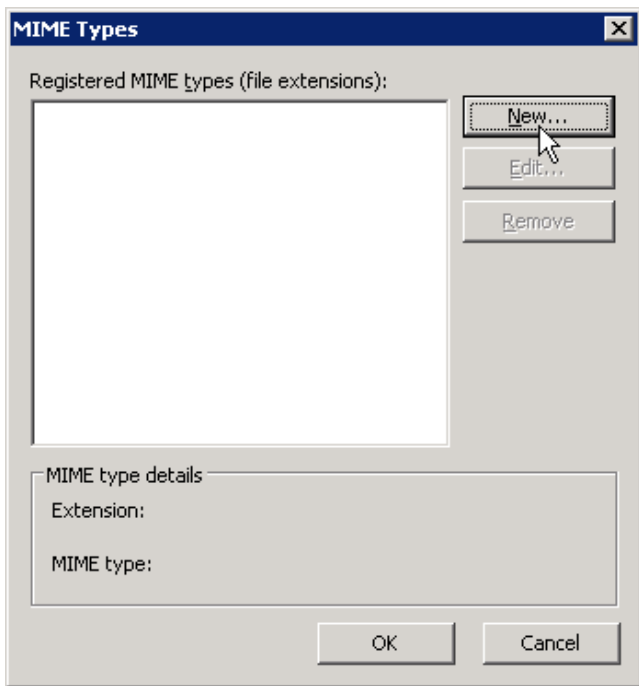 MIME Types
Registered MIME types (file extensions):
New...
Edit...
Remove
MIME type details
Extension:
MIME type:
OK
Cancel